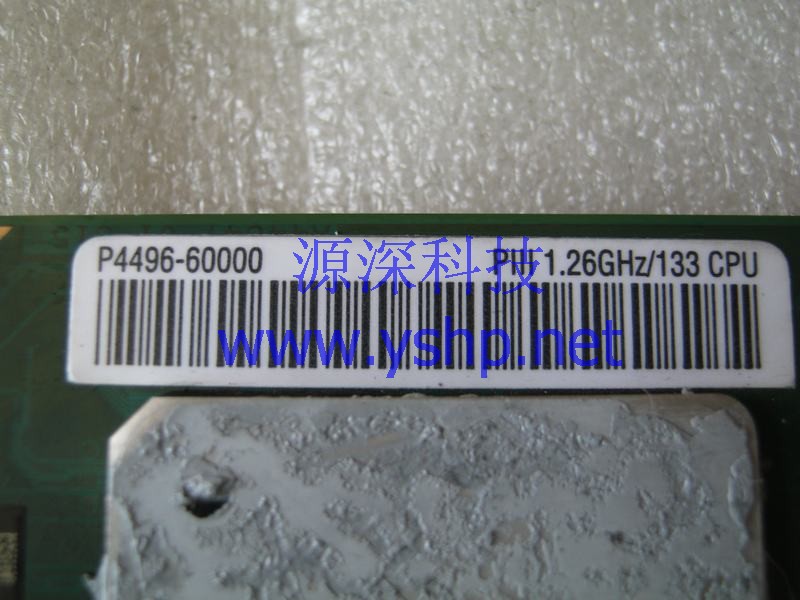 P4496-60000 PIII 1.26GHz/133 CPU
源深科技
www.yshp.net